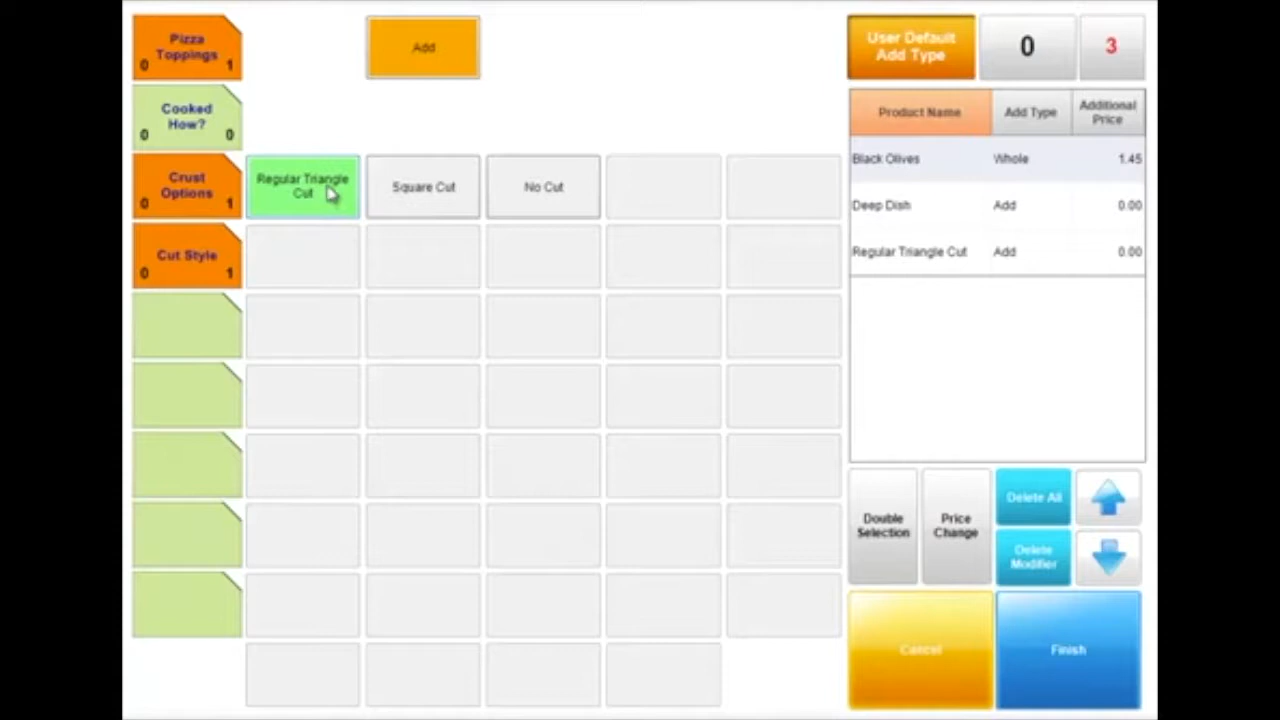 Pizza
Toppings
0 1
Add
User Default
Add Type
0
3
Cooked
How?
0 0
Product Name
Add Type
Additional
Price
Black Olives Whole 1.45
Crust
Options
0 1
Regular Triangle
Cut
Square Cut
No Cut
Deep Dish Add 0.00
Cut Style
0 1
Regular Triangle Cut Add 0.00
Double
Selection
Price
Change
Delete All
Delete
Modifier
Cancel
Finish